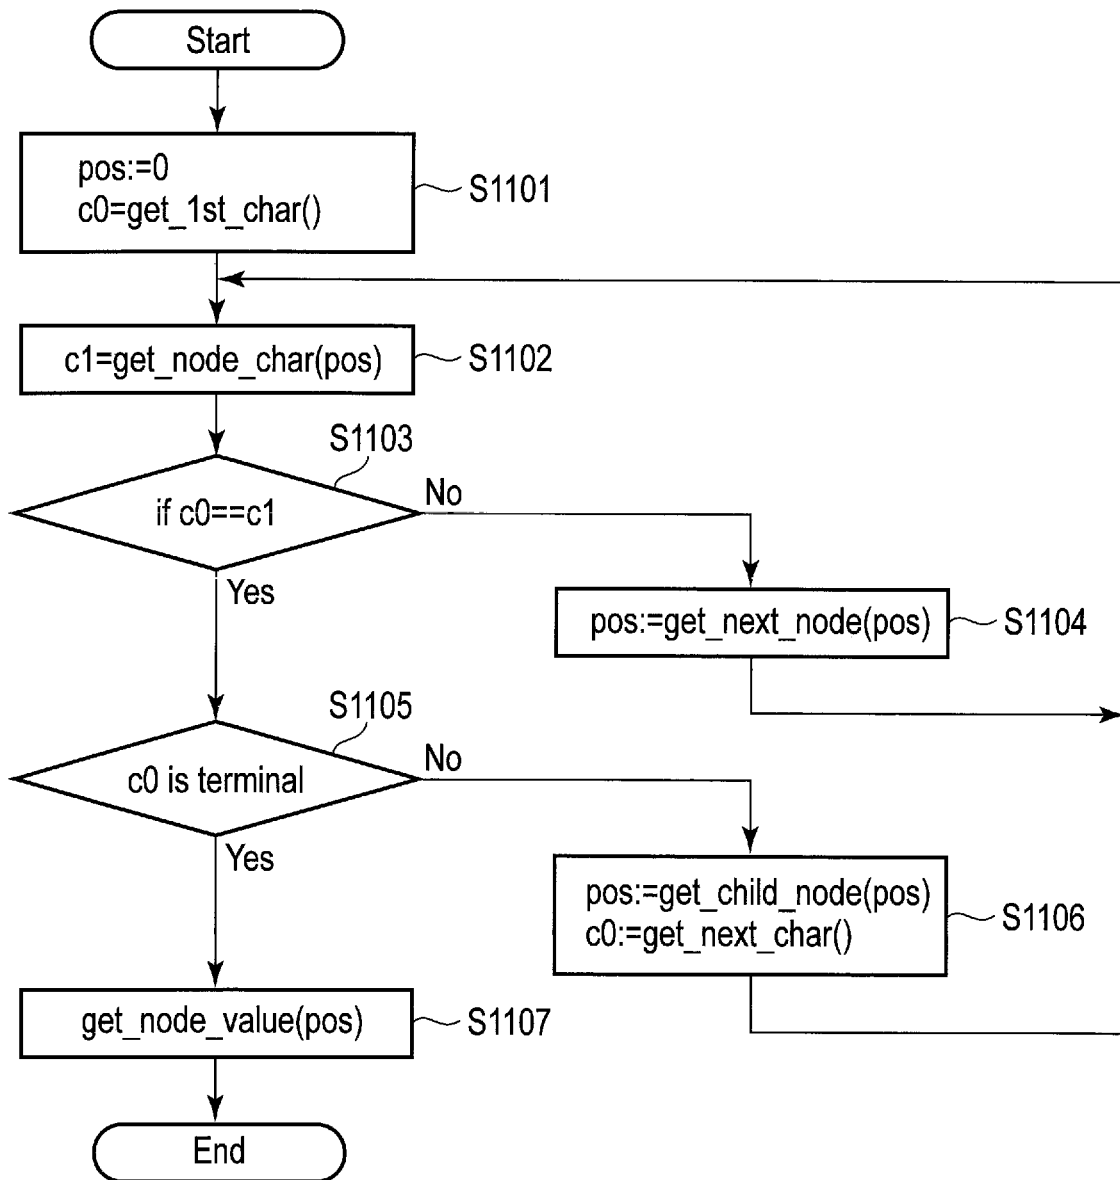 Start
pos:=0
c0=get_1st_char()
S1101
c1=get_node_char(pos)
S1102
S1103
if c0==c1
No
Yes
pos:=get_next_node(pos)
S1104
S1105
c0 is terminal
No
Yes
pos:=get_child_node(pos)
c0:=get_next_char()
S1106
get_node_value(pos)
S1107
End